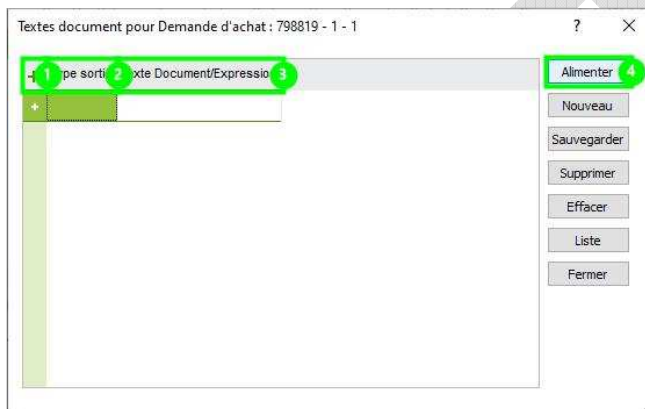 Textes document pour Demande d'achat : 798819 - 1 - 1
? X
+ 1 ype sorti 2 xte Document/Expressio 3
Alimenter 4
+
Nouveau
Sauvegarder
Supprimer
Effacer
Liste
Fermer